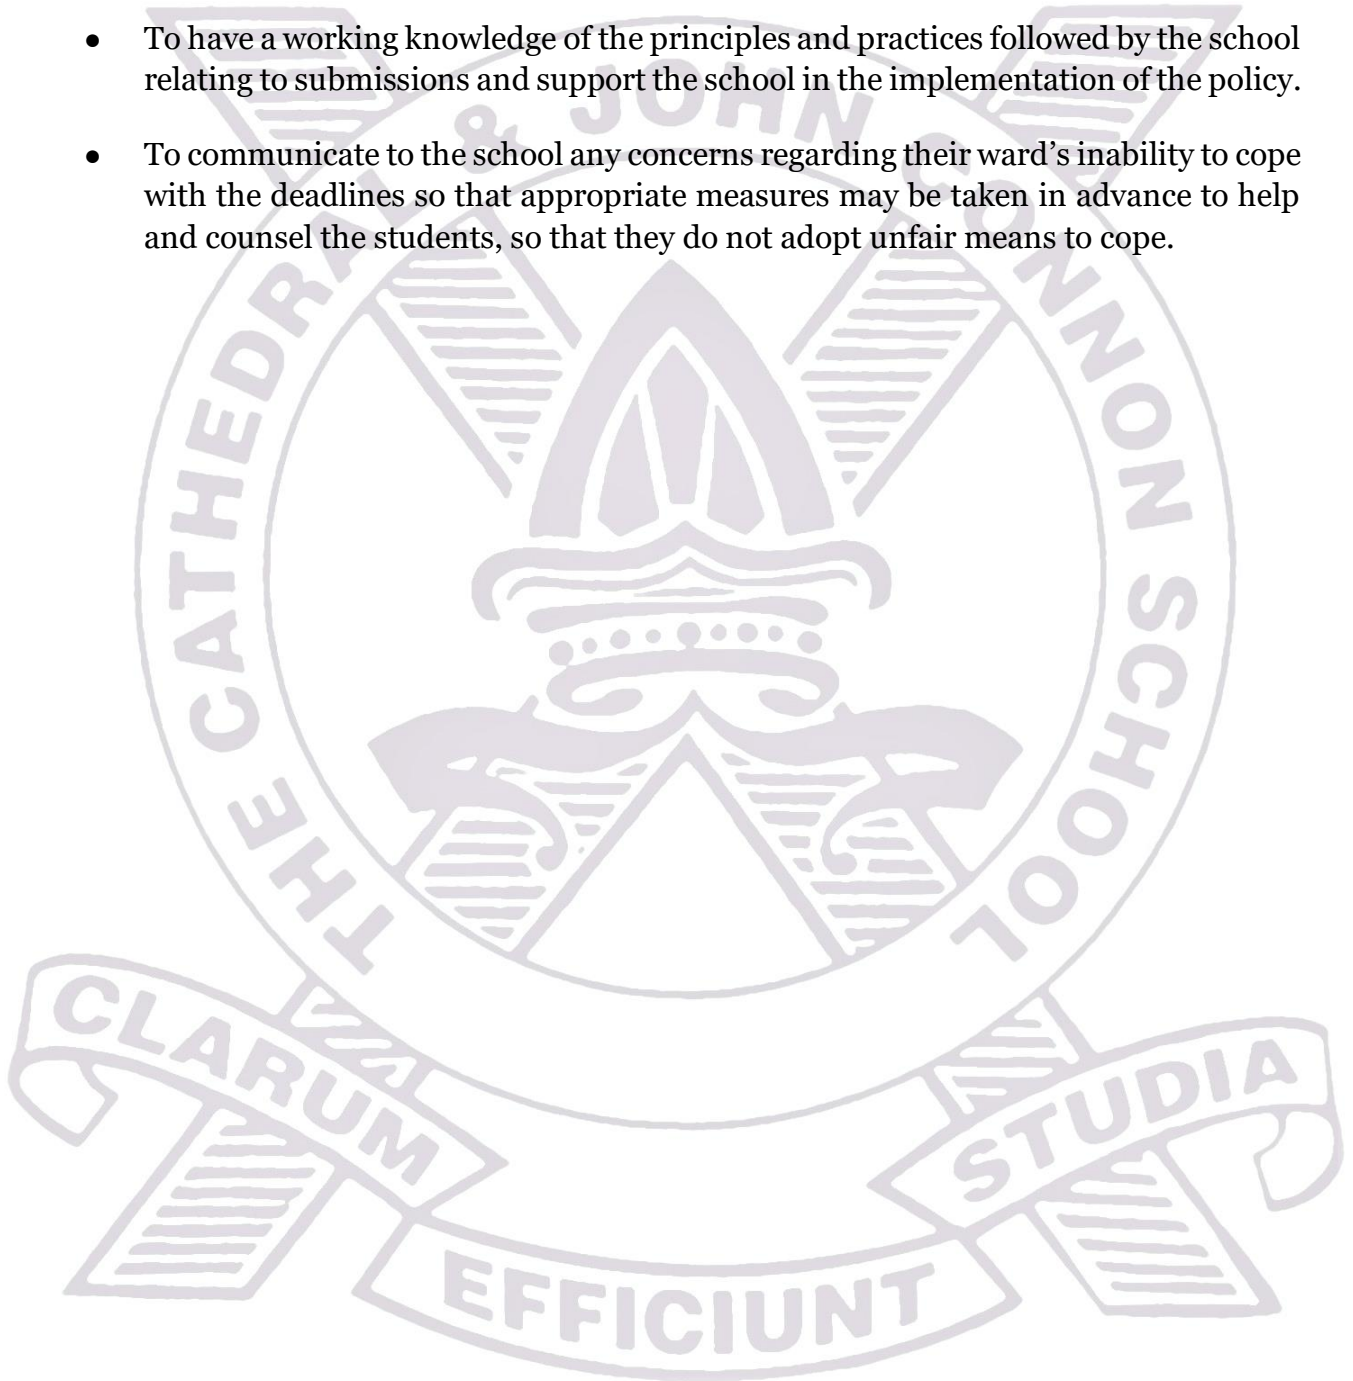 ● To have a working knowledge of the principles and practices followed by the school
relating to submissions and support the school in the implementation of the policy.
● To communicate to the school any concerns regarding their ward’s inability to cope
with the deadlines so that appropriate measures may be taken in advance to help
and counsel the students, so that they do not adopt unfair means to cope.
THE CATHEDRAL & JOHN CONNON SCHOOL
CLARUM
EFFICIUNT
STUDIA